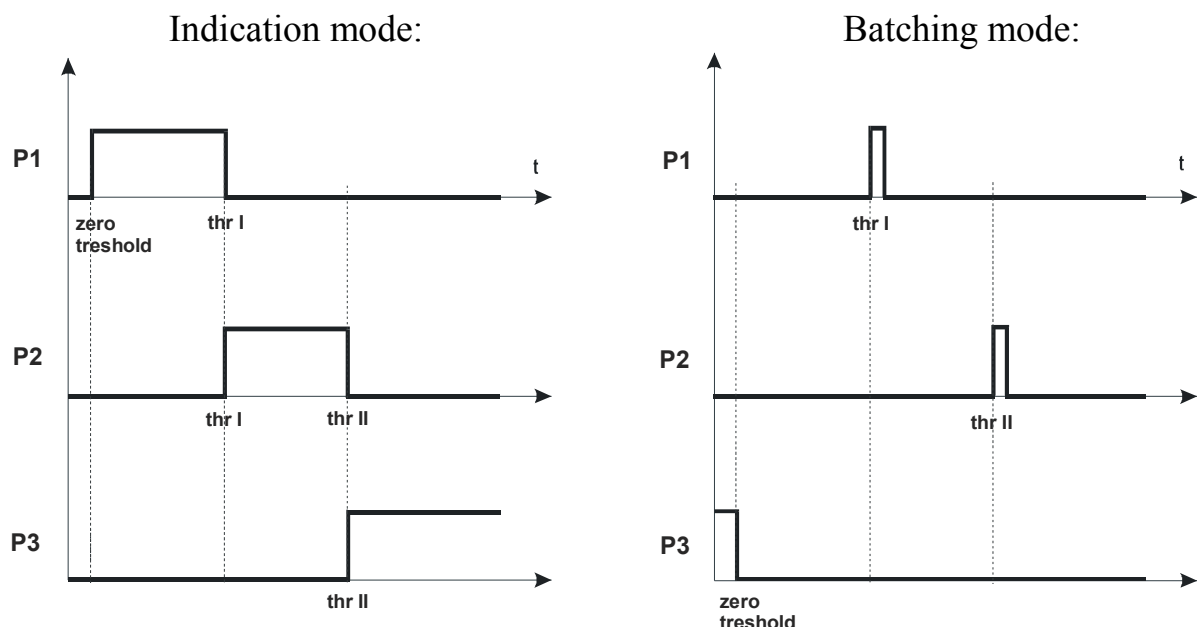 Indication mode:
P1
t
zero
treshold
thr I
P2
thr I
thr II
P3
thr II
Batching mode:
P1
t
thr I
P2
thr II
P3
zero
treshold